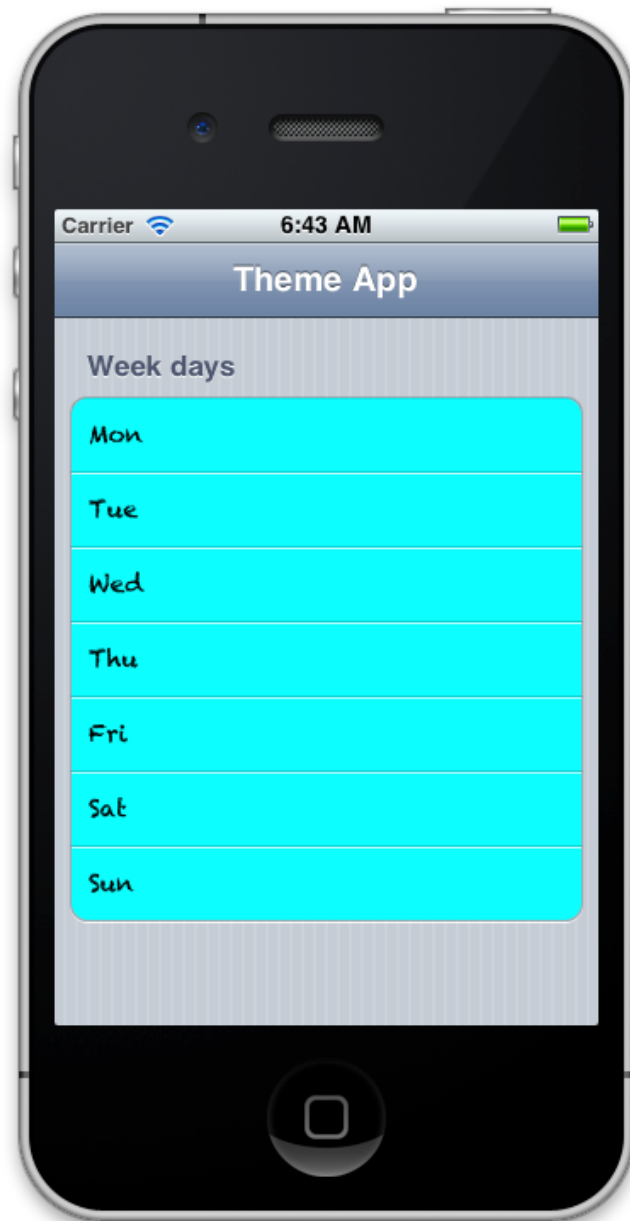 Carrier 6:43 AM
Theme App
Week days
Mon
Tue
Wed
Thu
Fri
Sat
Sun